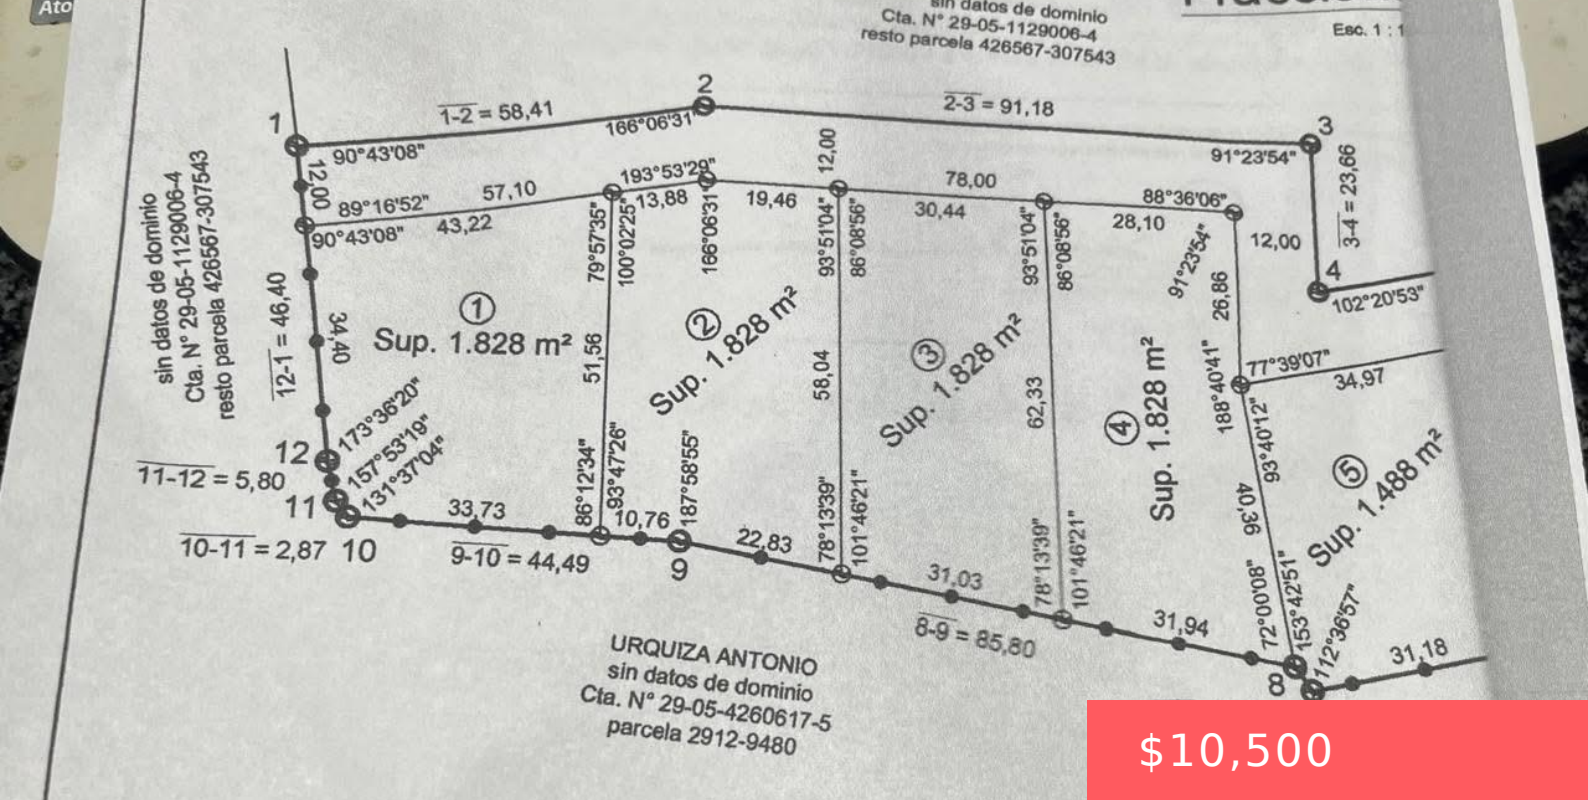 Ato
sin datos de dominio
Cta. N° 29-05-1129006-4
resto parcela 426567-307543
Esc. 1 : 1
1
1-2 = 58,41
2
166°06'31"
2-3 = 91,18
3
91°23'54"
90°43'08"
12,00
89°16'52"
57,10
193°53'29"
12,00
78,00
88°36'06"
3-4 = 23,66
90°43'08"
43,22
13,88
19,46
30,44
28,10
12,00
4
102°20'53"
79°57'35"
100°02'25"
166°06'31"
93°51'04"
86°08'56"
93°51'04"
86°08'56"
91°23'54"
26,86
sin datos de dominio
Cta. N° 29-05-1129006-4
resto parcela 426567-307543
12-1 = 46,40
34,40
1
Sup. 1.828 m²
51,56
2
Sup. 1.828 m²
58,04
3
Sup. 1.828 m²
62,33
4
Sup. 1.828 m²
188°40'41"
77°39'07"
34,97
93°40'12"
40,36
5
Sup. 1.488 m²
12
173°36'20"
157°53'19"
131°37'04"
11-12 = 5,80
11
10-11 = 2,87
10
33,73
9-10 = 44,49
86°12'34"
93°47'26"
10,76
187°58'55"
9
22,83
78°13'39"
101°46'21"
31,03
8-9 = 85,80
78°13'39"
101°46'21"
31,94
72°00'08"
153°42'51"
112°36'57"
8
31,18
URQUIZA ANTONIO
sin datos de dominio
Cta. N° 29-05-4260617-5
parcela 2912-9480
$10,500